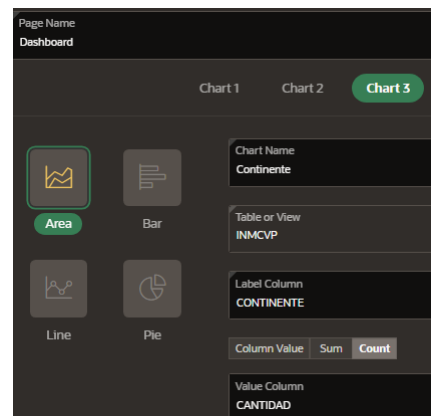 Page Name
Dashboard
Chart 1 Chart 2 Chart 3
Chart Name
Continente
Area Bar
Table or View
INMCVP
Label Column
CONTINENTE
Line Pie
Column Value Sum Count
Value Column
CANTIDAD